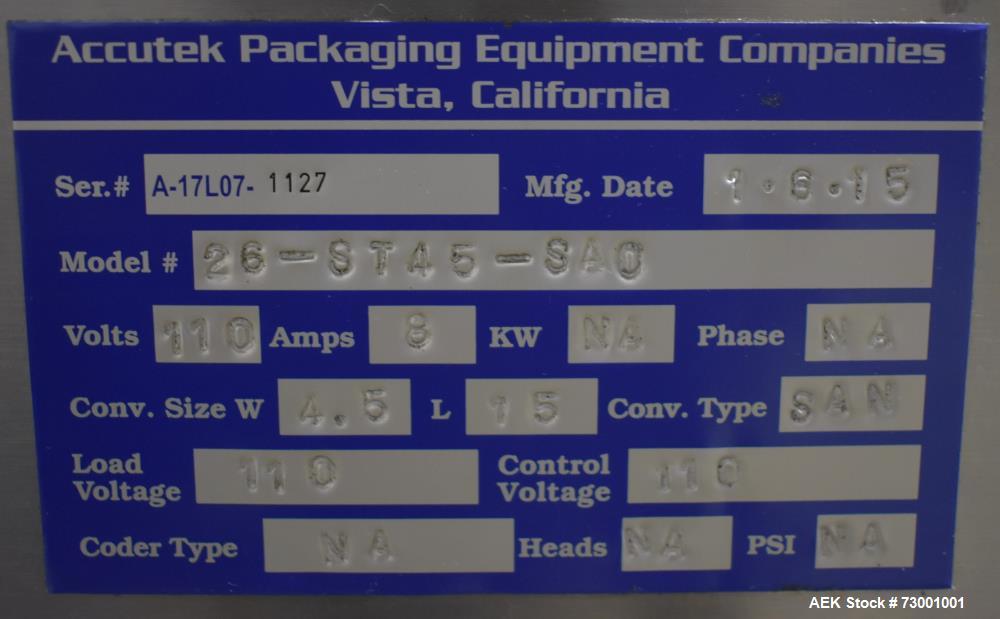 Accutek Packaging Equipment Companies
Vista, California
Ser.# A-17L07- 1127 Mfg. Date 1.6.15
Model # 26-ST45-SAO
Volts 110 Amps 8 KW NA Phase NA
Conv. Size W 4.5 L 15 Conv. Type SAN
Load Voltage 110 Control Voltage 110
Coder Type NA Heads NA PSI NA
AEK Stock # 73001001